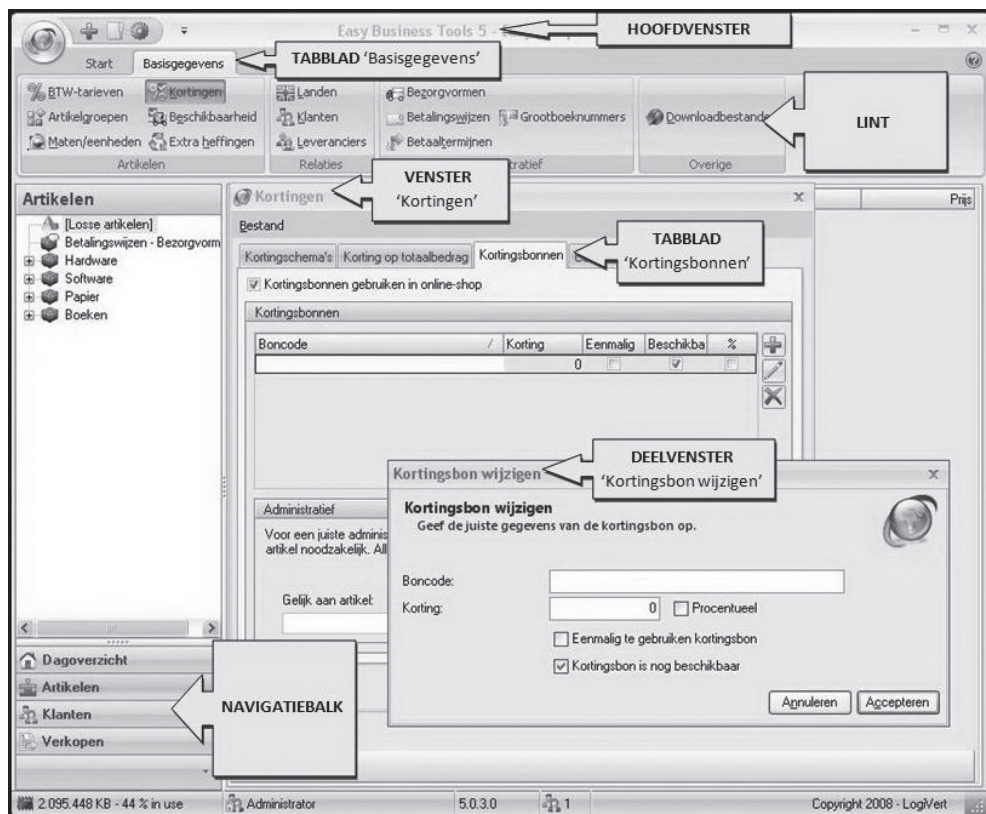 Easy Business Tools 5 -
HOOFDVENSTER
Start
Basisgegevens
TABBLAD 'Basisgegevens'
BTW-tarieven
Kortingen
Landen
Bezorgvormen
Artikelgroepen
Beschikbaarheid
Klanten
Betalingswijzen
Grootboeknummers
Downloadbestande
LINT
Maten/eenheden
Extra heffingen
Leveranciers
Betaaltermijnen
Artikelen
Relaties
tratief
Overige
VENSTER
'Kortingen'
Artikelen
Kortingen
Prijs
[Losse artikelen]
Betalingswijzen - Bezorgvorm
Hardware
Software
Papier
Boeken
Bestand
TABBLAD
'Kortingsbonnen'
Kortingschema's
Korting op totaalbedrag
Kortingsbonnen
Kortingsbonnen gebruiken in online-shop
Kortingsbonnen
Boncode / Korting Eenmalig Beschikba %
0
DEELVENSTER
'Kortingsbon wijzigen'
Kortingsbon wijzigen
Kortingsbon wijzigen
Geef de juiste gegevens van de kortingsbon op.
Administratief
Voor een juiste adminis
artikel noodzakelijk. All
Gelijk aan artikel:
Boncode:
Korting:
0
Procentueel
Eenmalig te gebruiken kortingsbon
Kortingsbon is nog beschikbaar
Annuleren
Accepteren
Dagoverzicht
Artikelen
Klanten
Verkopen
NAVIGATIEBALK
2.095.448 KB - 44 % in use
Administrator
5.0.3.0
1
Copyright 2008 - LogiVert